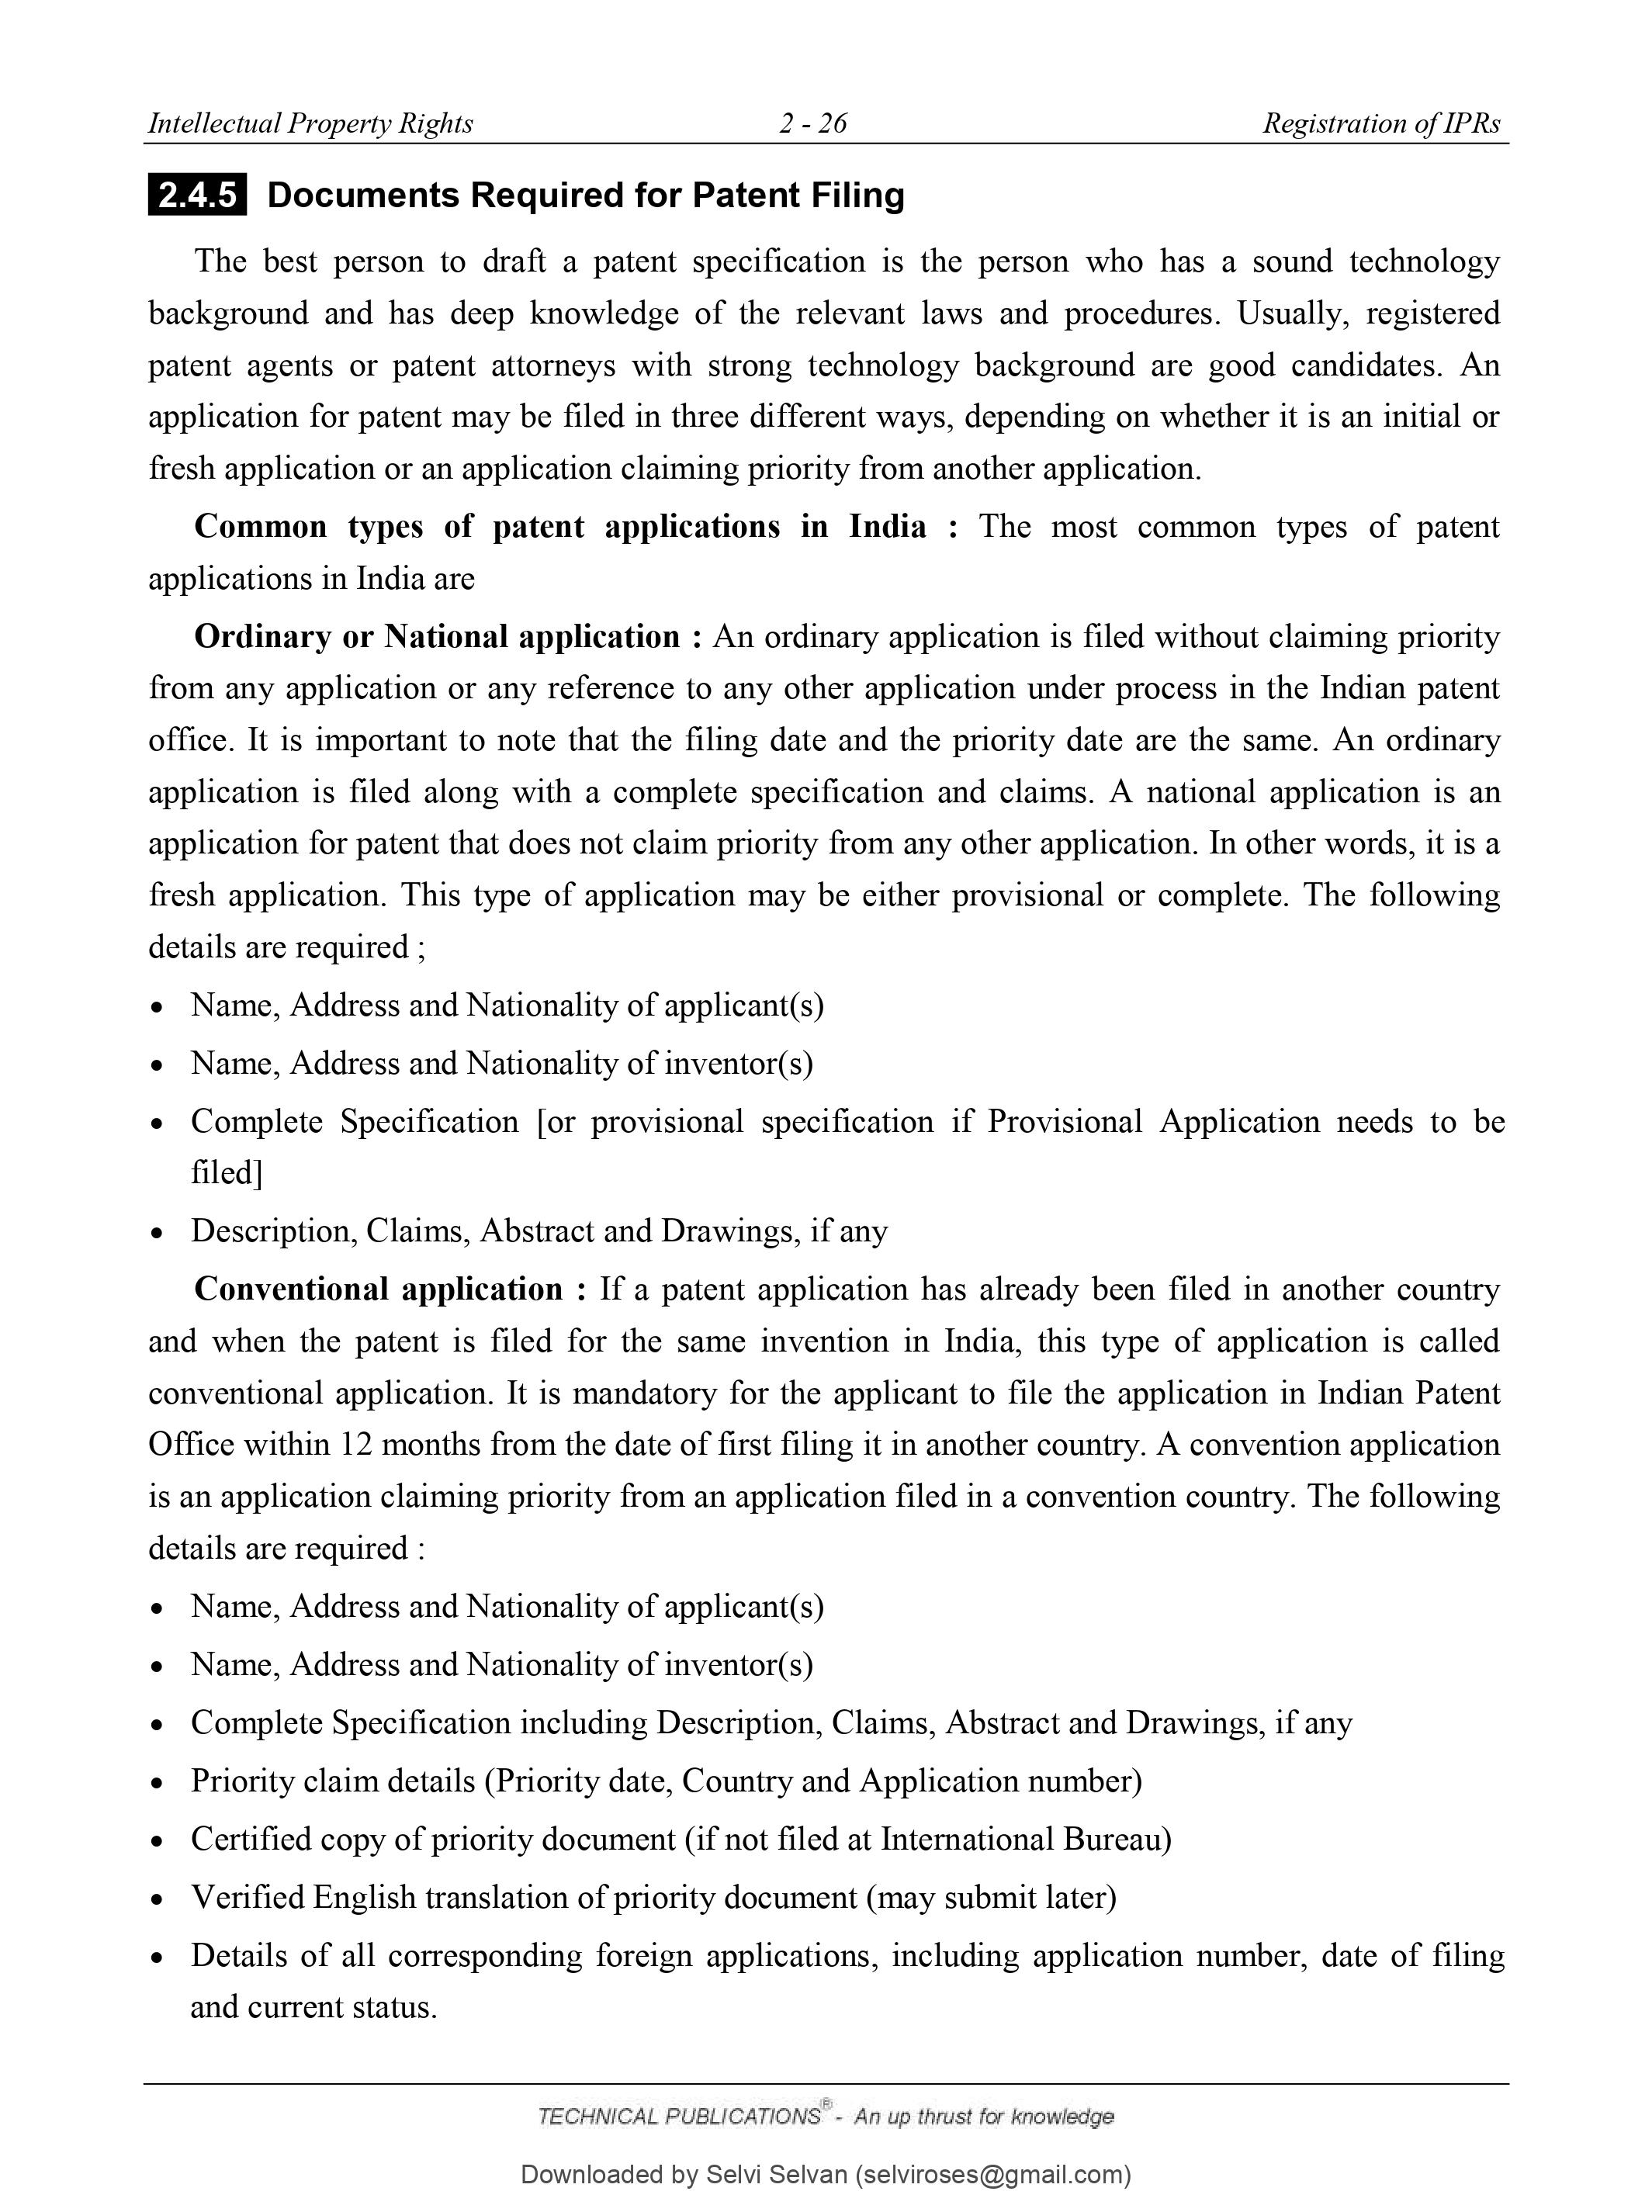 Intellectual Property Rights 2 - 26 Registration of IPRs
2.4.5 Documents Required for Patent Filing
The best person to draft a patent specification is the person who has a sound technology
background and has deep knowledge of the relevant laws and procedures. Usually, registered
patent agents or patent attorneys with strong technology background are good candidates. An
application for patent may be filed in three different ways, depending on whether it is an initial or
fresh application or an application claiming priority from another application.
Common types of patent applications in India : The most common types of patent
applications in India are
Ordinary or National application : An ordinary application is filed without claiming priority
from any application or any reference to any other application under process in the Indian patent
office. It is important to note that the filing date and the priority date are the same. An ordinary
application is filed along with a complete specification and claims. A national application is an
application for patent that does not claim priority from any other application. In other words, it is a
fresh application. This type of application may be either provisional or complete. The following
details are required ;
• Name, Address and Nationality of applicant(s)
• Name, Address and Nationality of inventor(s)
• Complete Specification [or provisional specification if Provisional Application needs to be
filed]
• Description, Claims, Abstract and Drawings, if any
Conventional application : If a patent application has already been filed in another country
and when the patent is filed for the same invention in India, this type of application is called
conventional application. It is mandatory for the applicant to file the application in Indian Patent
Office within 12 months from the date of first filing it in another country. A convention application
is an application claiming priority from an application filed in a convention country. The following
details are required :
• Name, Address and Nationality of applicant(s)
• Name, Address and Nationality of inventor(s)
• Complete Specification including Description, Claims, Abstract and Drawings, if any
• Priority claim details (Priority date, Country and Application number)
• Certified copy of priority document (if not filed at International Bureau)
• Verified English translation of priority document (may submit later)
• Details of all corresponding foreign applications, including application number, date of filing
and current status.
TECHNICAL PUBLICATIONS® - An up thrust for knowledge
Downloaded by Selvi Selvan (selviroses@gmail.com)